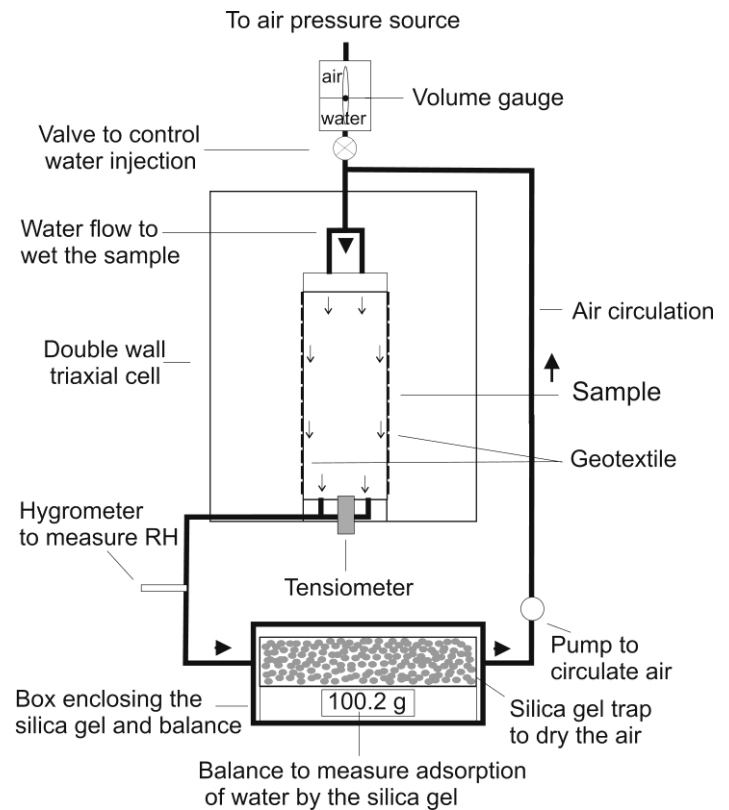 To air pressure source
air
water
Volume gauge
Valve to control
water injection
Water flow to
wet the sample
Air circulation
Double wall
triaxial cell
Sample
Geotextile
Hygrometer
to measure RH
Tensiometer
Pump to
circulate air
Box enclosing the
silica gel and balance
100.2 g
Silica gel trap
to dry the air
Balance to measure adsorption
of water by the silica gel